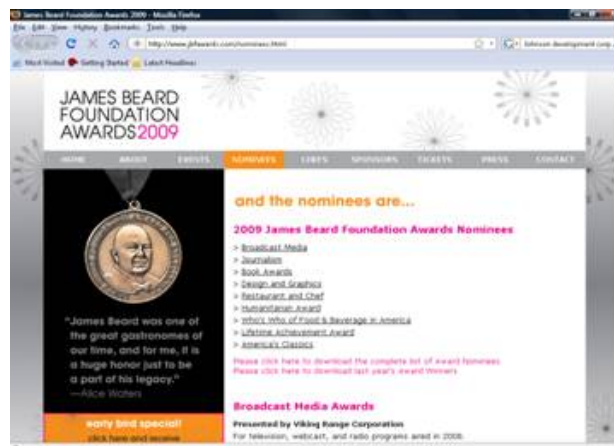 James Beard Foundation Awards 2009 - Mozilla Firefox
File Edit View History Bookmarks Tools Help
http://www.jbfawards.com/nominees.html
Most Visited Getting Started Latest Headlines
JAMES BEARD
FOUNDATION
AWARDS2009
HOME ABOUT EVENTS NOMINEES SPONSORS TICKETS PRESS CONTACT
and the nominees are...
2009 James Beard Foundation Awards Nominees
> Broadcast Media
> Journalism
> Book Awards
> Design and Graphics
> Restaurant and Chef
> Humanitarian Award
> Who's Who of Food & Beverage in America
> Lifetime Achievement Award
> America's Classics
Please click here to download the complete list of Award Nominees
Please click here to download last year's Award Winners
"James Beard was one of
the great gastronomes of
our time, and for me, it is
a huge honor just to be
a part of his legacy."
—Alice Waters
early bird special!
click here and receive
Broadcast Media Awards
Presented by Viking Range Corporation
For television, webcast, and radio programs aired in 2008.